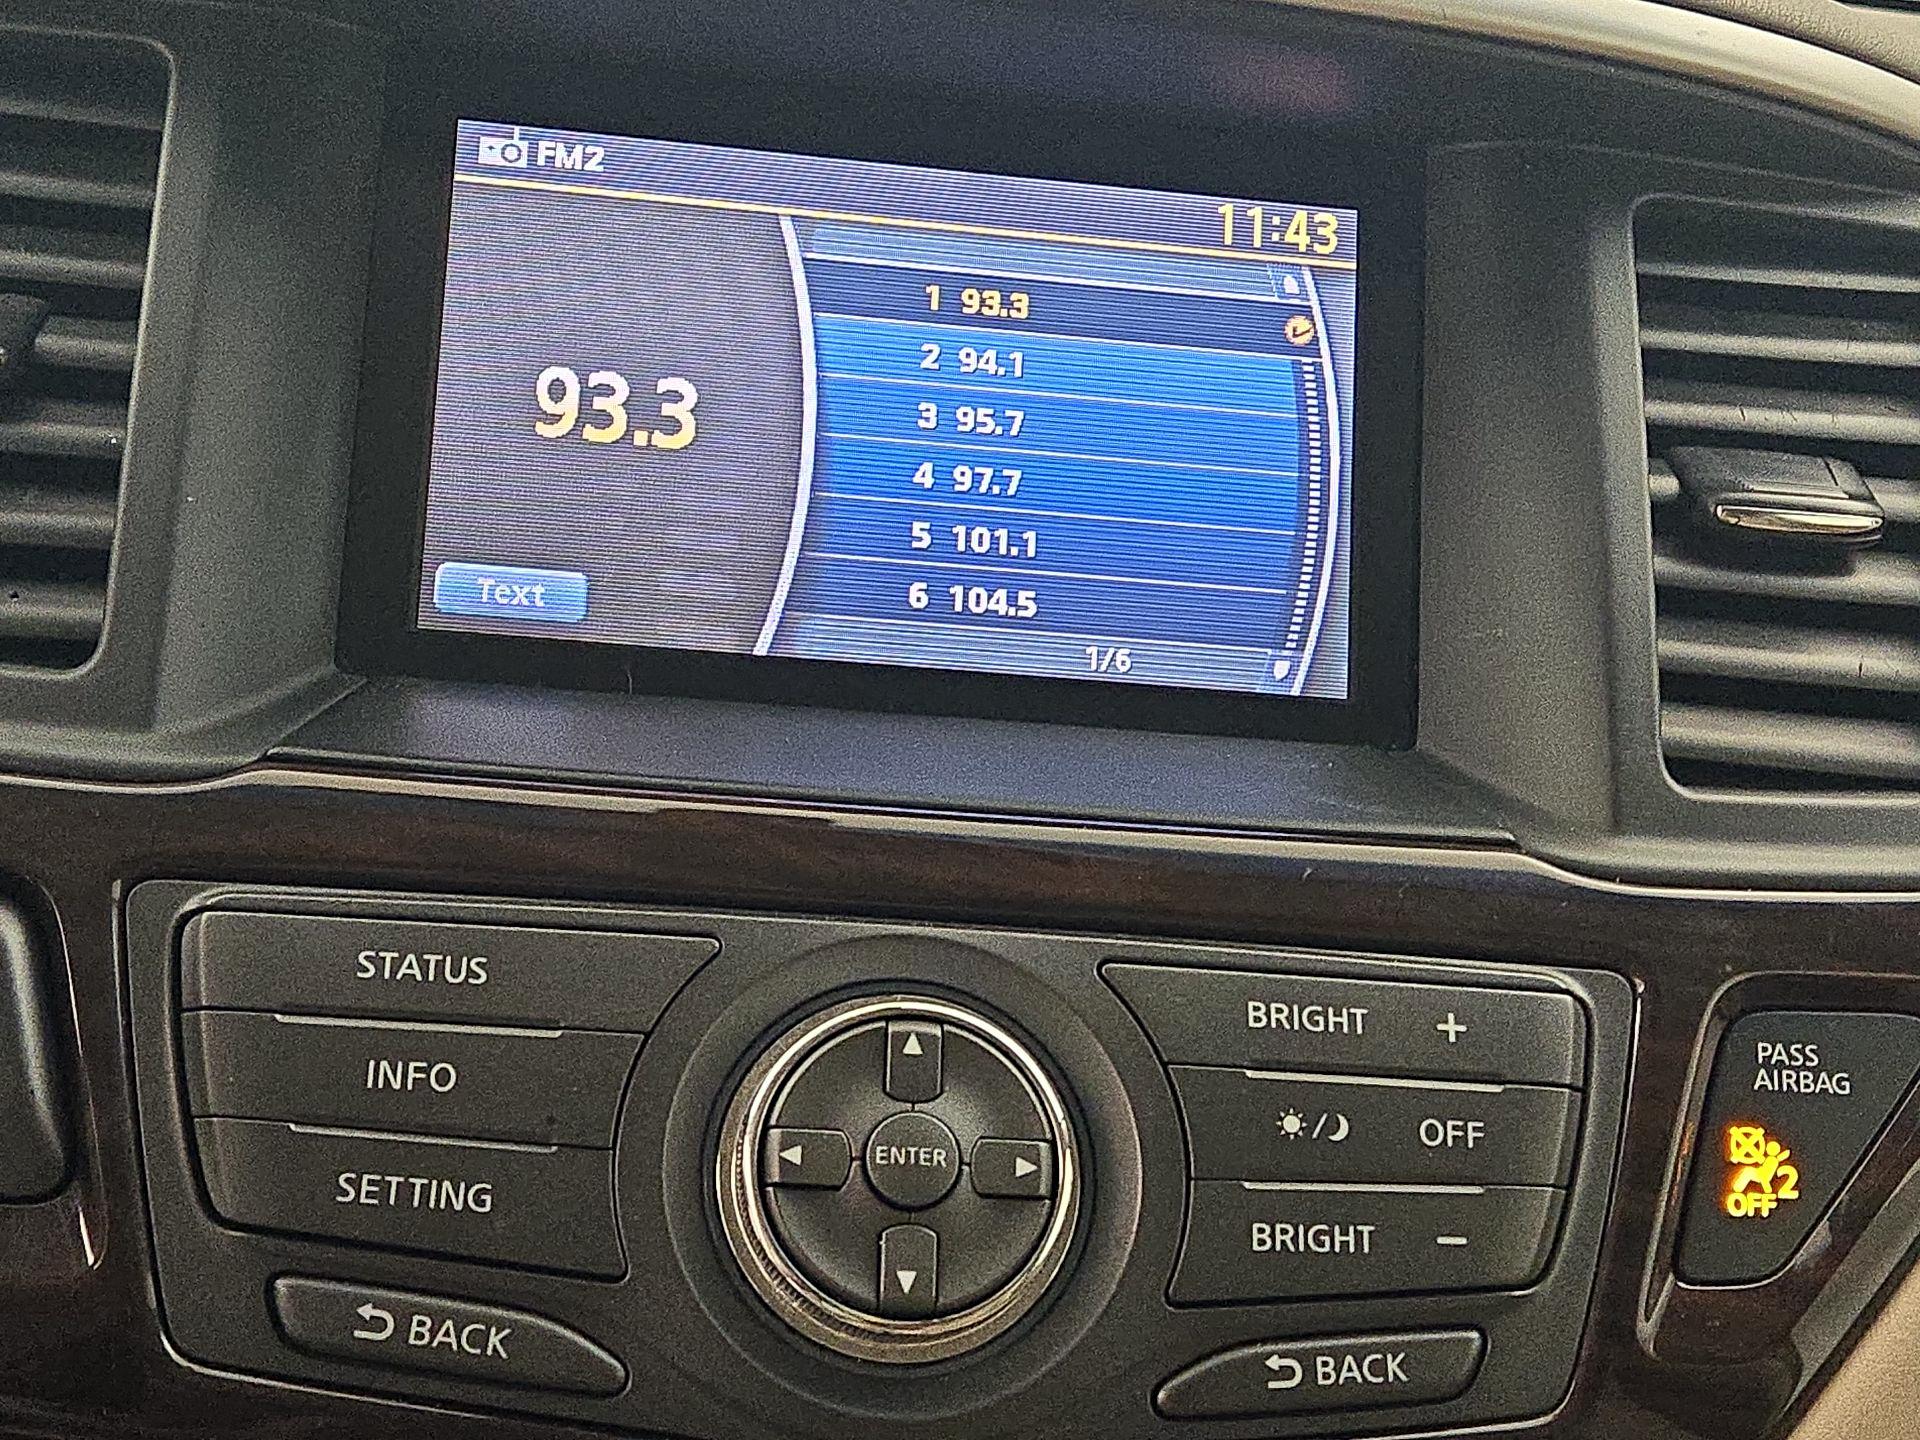 FM2
11:43
93.3
1 93.3
2 94.1
3 95.7
4 97.7
5 101.1
6 104.5
Text
1/6
STATUS
INFO
SETTING
BACK
ENTER
BRIGHT +
/ OFF
BRIGHT -
BACK
PASS
AIRBAG
2
OFF